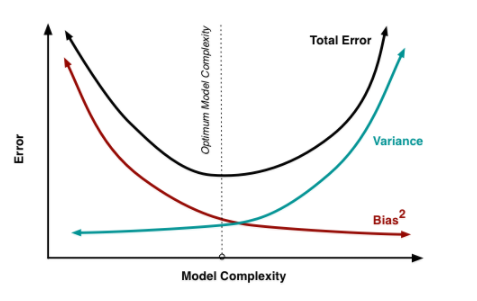 Total Error
Optimum Model Complexity
Variance
Error
Bias²
Model Complexity